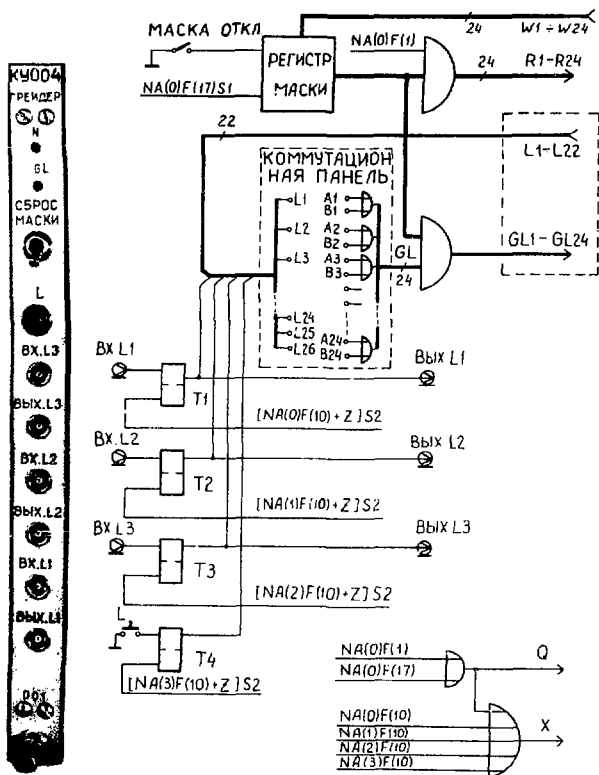 КУ004
ГРЕЙДЕР
N
GL
СБРОС
МАСКИ
L
ВХ.L3
ВЫХ.L3
ВХ.L2
ВЫХ.L2
ВХ.L1
ВЫХ.L1
МАСКА ОТКЛ.
NA(0)F(17)S1
РЕГИСТР
МАСКИ
24
W1÷W24
NA(0)F(1)
24
R1-R24
22
L1-L22
КОММУТАЦИОН
НАЯ ПАНЕЛЬ
L1
L2
L3
L24
L25
L26
A1
B1
A2
B2
A3
B3
A24
B24
GL
24
GL1-GL24
ВХ L1
T1
ВЫХ L1
[NA(0)F(10)+Z]S2
ВХ.L2
T2
ВЫХ L2
[NA(1)F(10)+Z]S2
ВХ L3
T3
ВЫХ L3
[NA(2)F(10)+Z]S2
L
T4
[NA(3)F(10)+Z]S2
NA(0)F(1)
NA(0)F(17)
Q
NA(0)F(10)
NA(1)F(10)
NA(2)F(10)
NA(3)F(10)
X